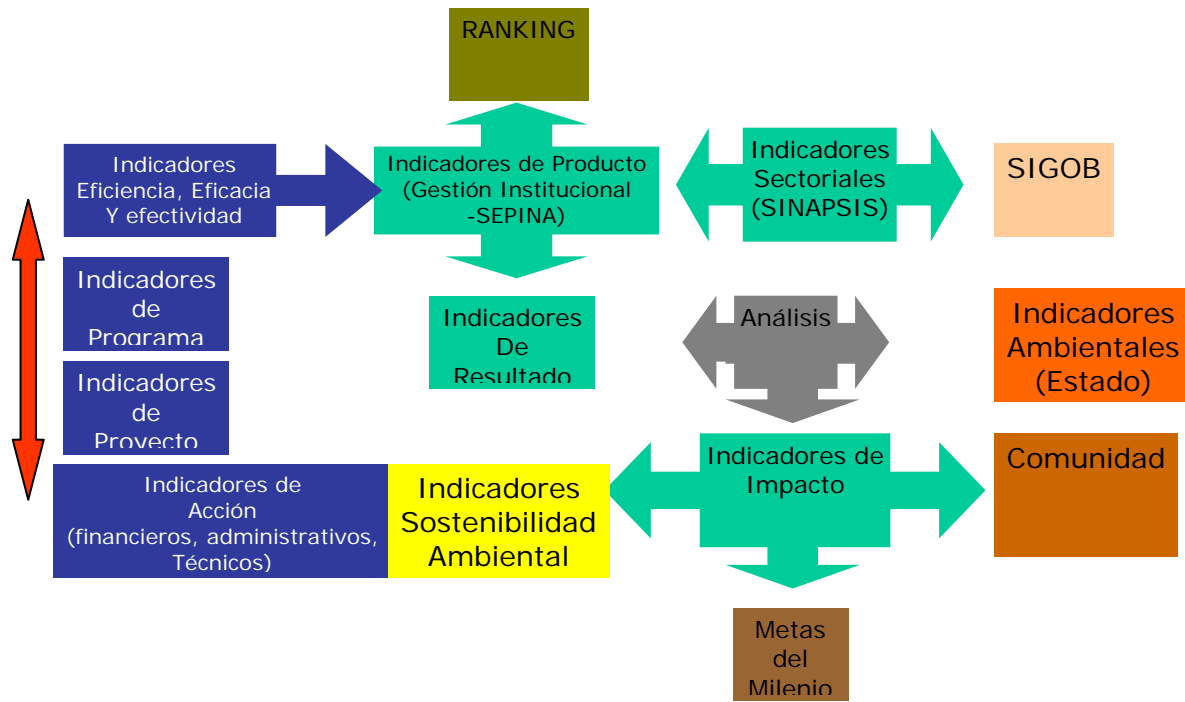 RANKING
Indicadores
Eficiencia, Eficacia
Y efectividad
Indicadores de Producto
(Gestión Institucional
-SEPINA)
Indicadores
Sectoriales
(SINAPSIS)
SIGOB
Indicadores
de
Programa
Indicadores
De
Resultado
Análisis
Indicadores
Ambientales
(Estado)
Indicadores
de
Proyecto
Indicadores de
Acción
(financieros, administrativos,
Técnicos)
Indicadores
Sostenibilidad
Ambiental
Indicadores de
Impacto
Comunidad
Metas
del
Milenio